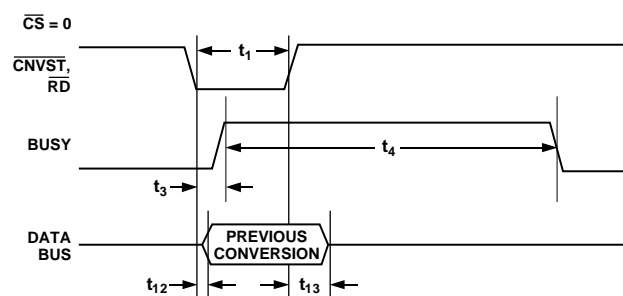 CS = 0
CNVST,
RD
t1
BUSY
t4
t3
DATA
BUS
PREVIOUS
CONVERSION
t12
t13